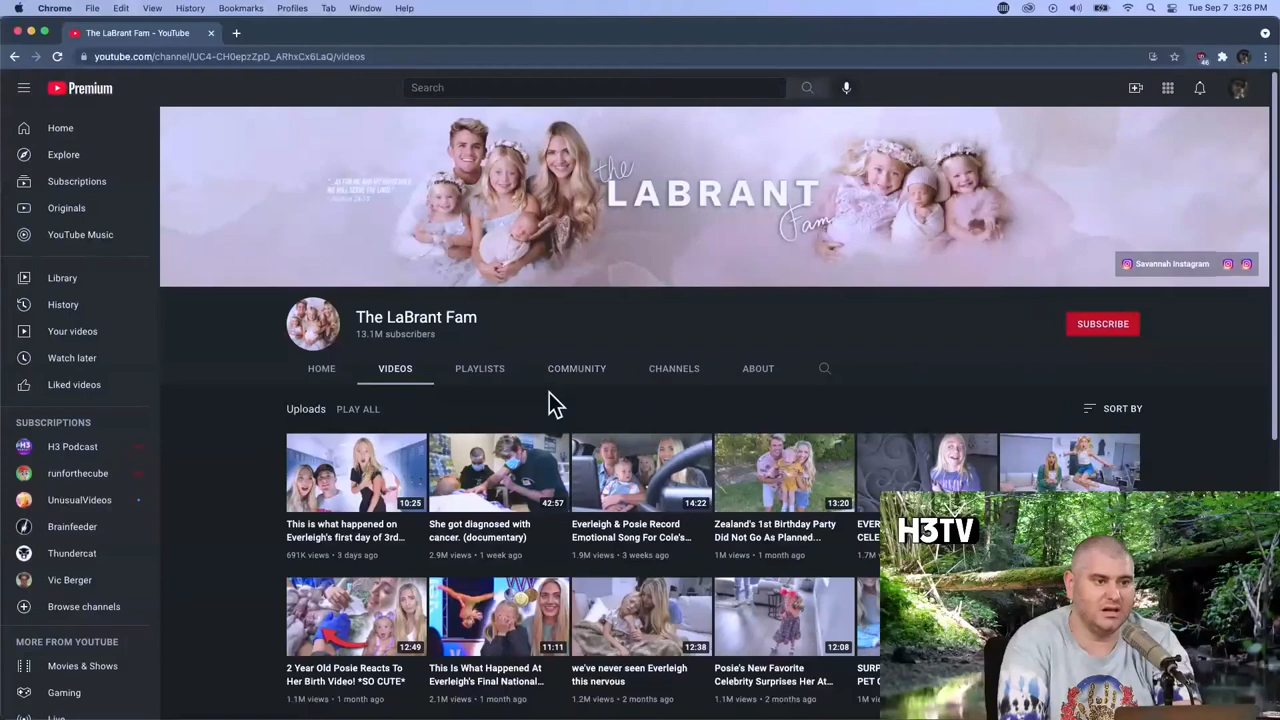 Chrome File Edit View History Bookmarks Profiles Tab Window Help
Tue Sep 7 3:26 PM
The LaBrant Fam - YouTube
youtube.com/channel/UC4-CH0epzZpD_ARhxCx6LaQ/videos
46
Premium
Search
Home
Explore
Subscriptions
Originals
YouTube Music
Library
History
Your videos
Watch later
Liked videos
SUBSCRIPTIONS
H3 Podcast
runforthecube
UnusualVideos
Brainfeeder
Thundercat
Vic Berger
Browse channels
MORE FROM YOUTUBE
Movies & Shows
Gaming
Live
the
LABRANT
Fam
Savannah Instagram
The LaBrant Fam
13.1M subscribers
SUBSCRIBE
HOME VIDEOS PLAYLISTS COMMUNITY CHANNELS ABOUT
Uploads PLAY ALL
SORT BY
10:25 42:57 14:22 13:20
This is what happened on
Everleigh's first day of 3rd...
691K views • 3 days ago
She got diagnosed with
cancer. (documentary)
2.9M views • 1 week ago
Everleigh & Posie Record
Emotional Song For Cole's...
1.9M views • 3 weeks ago
Zealand's 1st Birthday Party
Did Not Go As Planned...
1M views • 1 month ago
12:49 11:11 12:38 12:08
2 Year Old Posie Reacts To
Her Birth Video! *SO CUTE*
1.1M views • 1 month ago
This Is What Happened At
Everleigh's Final National...
2.1M views • 1 month ago
we've never seen Everleigh
this nervous
1.2M views • 2 months ago
Posie's New Favorite
Celebrity Surprises Her At...
1.1M views • 2 months ago
H3TV